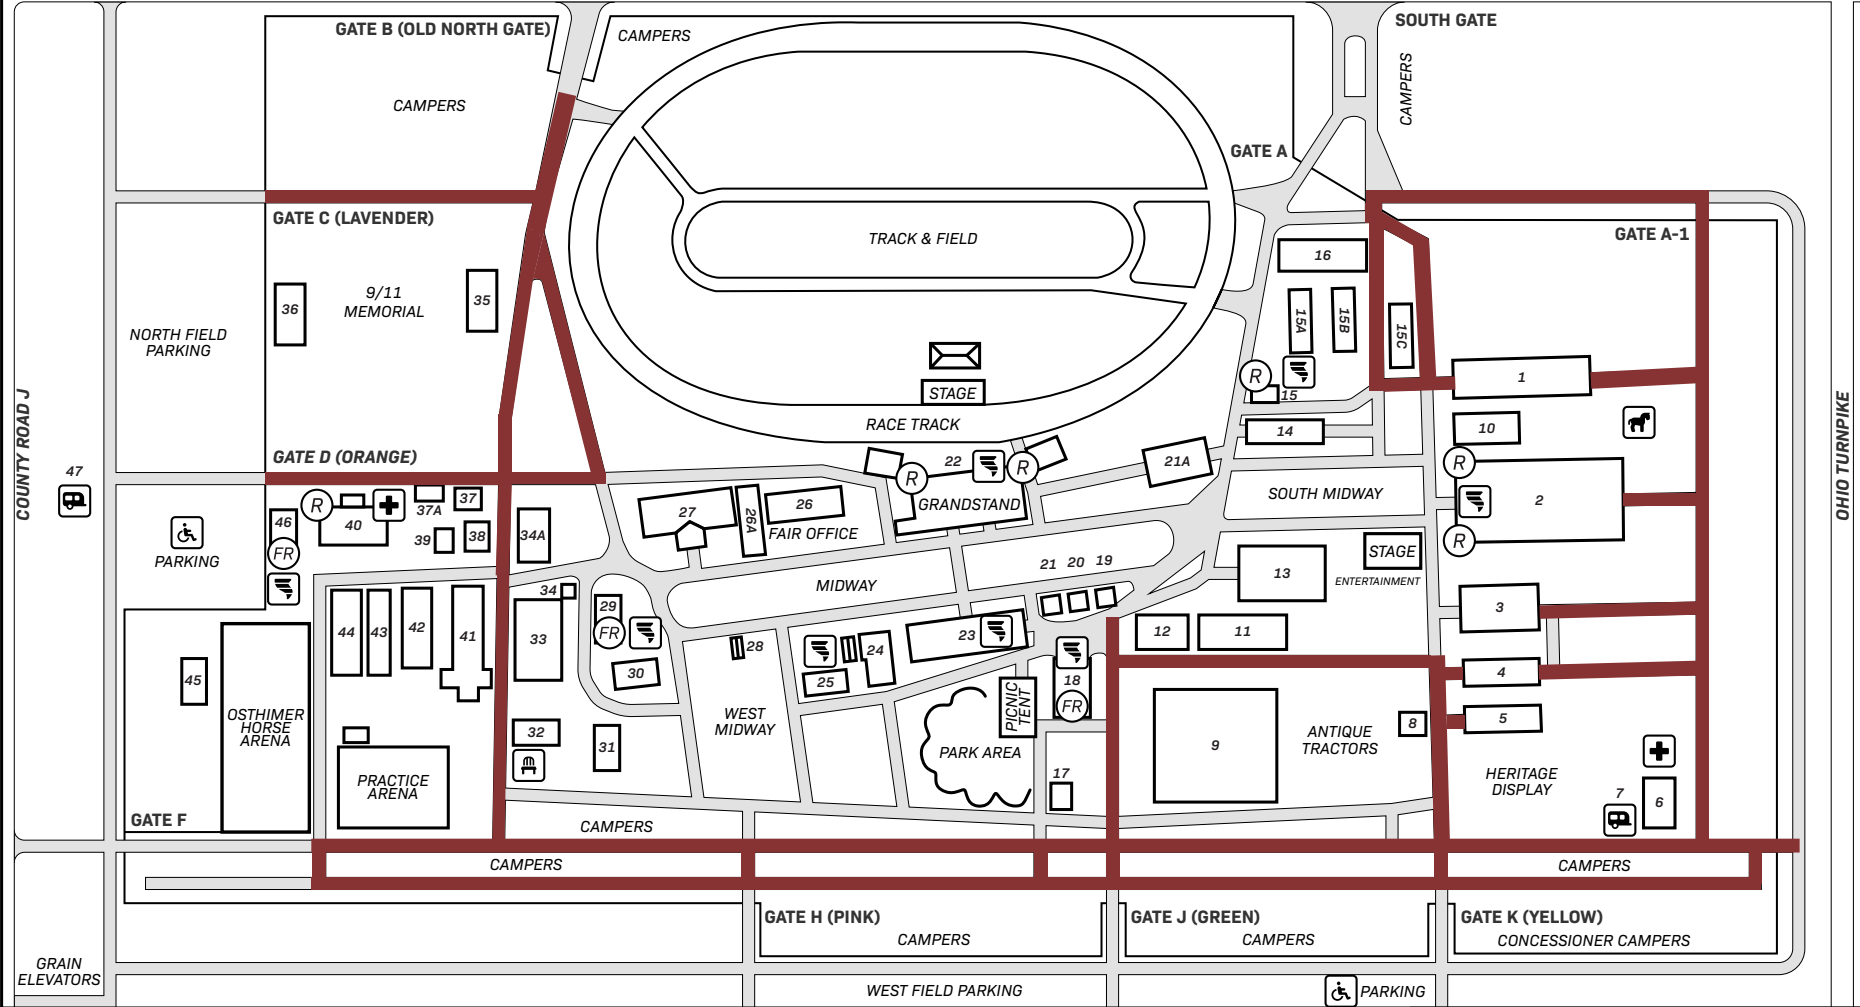 GATE B (OLD NORTH GATE)
CAMPERS
SOUTH GATE
CAMPERS
CAMPERS
GATE A
GATE C (LAVENDER)
GATE A-1
TRACK & FIELD
16
9/11
MEMORIAL
36
35
15A
15B
15C
NORTH FIELD
PARKING
R
1
STAGE
15
COUNTY ROAD J
OHIO TURNPIKE
RACE TRACK
10
14
GATE D (ORANGE)
47
22
R
R
21A
R
SOUTH MIDWAY
2
R
40
37A
37
46
FR
39
38
34A
27
26A
26
FAIR OFFICE
GRANDSTAND
R
STAGE
ENTERTAINMENT
PARKING
MIDWAY
21
20
19
13
34
29
FR
3
44
43
42
41
33
28
24
23
12
11
25
30
18
FR
4
45
OSTHIMER
HORSE
ARENA
WEST
MIDWAY
PICNIC
TENT
5
8
32
31
9
ANTIQUE
TRACTORS
PARK AREA
17
PRACTICE
ARENA
HERITAGE
DISPLAY
7
6
GATE F
CAMPERS
CAMPERS
CAMPERS
GATE H (PINK)
GATE J (GREEN)
GATE K (YELLOW)
CAMPERS
CAMPERS
CONCESSIONER CAMPERS
GRAIN
ELEVATORS
WEST FIELD PARKING
PARKING